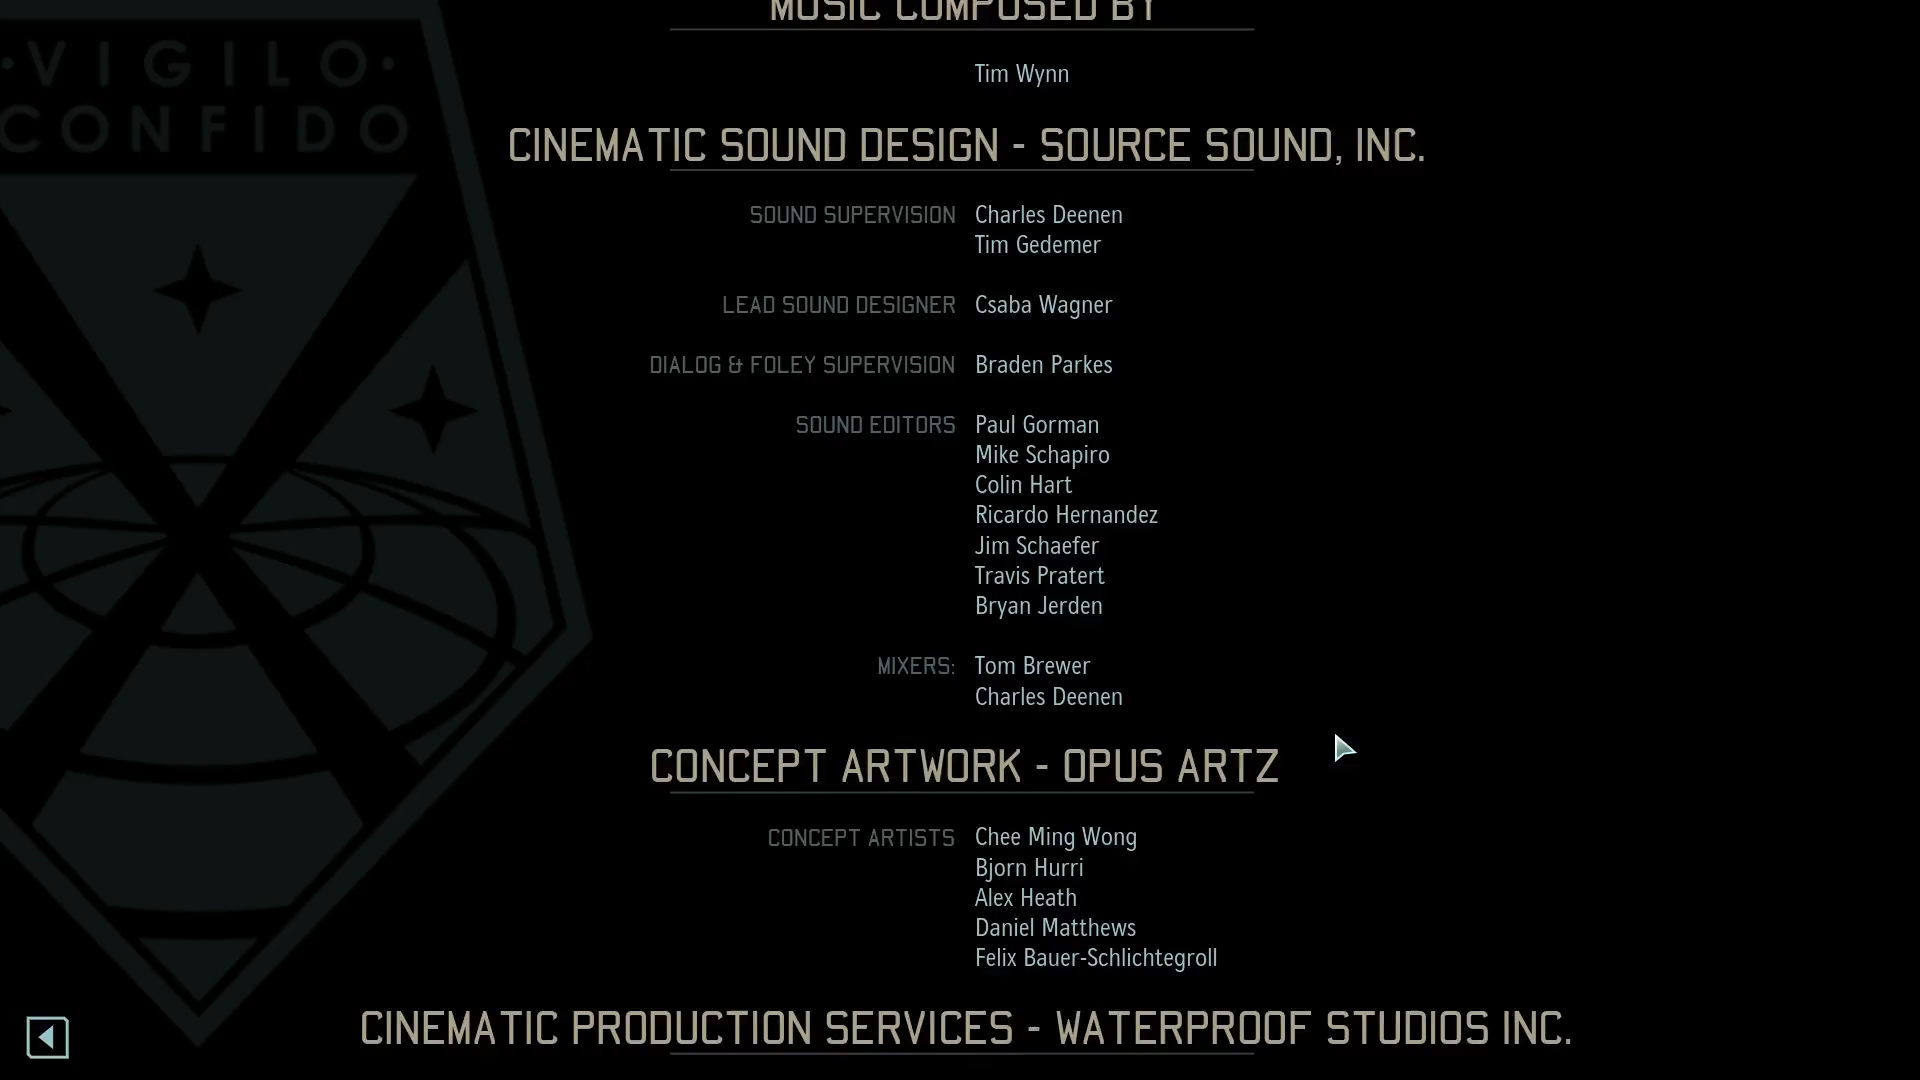 ·VIGILO·
CONFIDO
MUSIC COMPOSED BY
Tim Wynn
CINEMATIC SOUND DESIGN - SOURCE SOUND, INC.
SOUND SUPERVISION Charles Deenen
Tim Gedemer
LEAD SOUND DESIGNER Csaba Wagner
DIALOG & FOLEY SUPERVISION Braden Parkes
SOUND EDITORS Paul Gorman
Mike Schapiro
Colin Hart
Ricardo Hernandez
Jim Schaefer
Travis Pratert
Bryan Jerden
MIXERS: Tom Brewer
Charles Deenen
CONCEPT ARTWORK - OPUS ARTZ
CONCEPT ARTISTS Chee Ming Wong
Bjorn Hurri
Alex Heath
Daniel Matthews
Felix Bauer-Schlichtegroll
CINEMATIC PRODUCTION SERVICES - WATERPROOF STUDIOS INC.